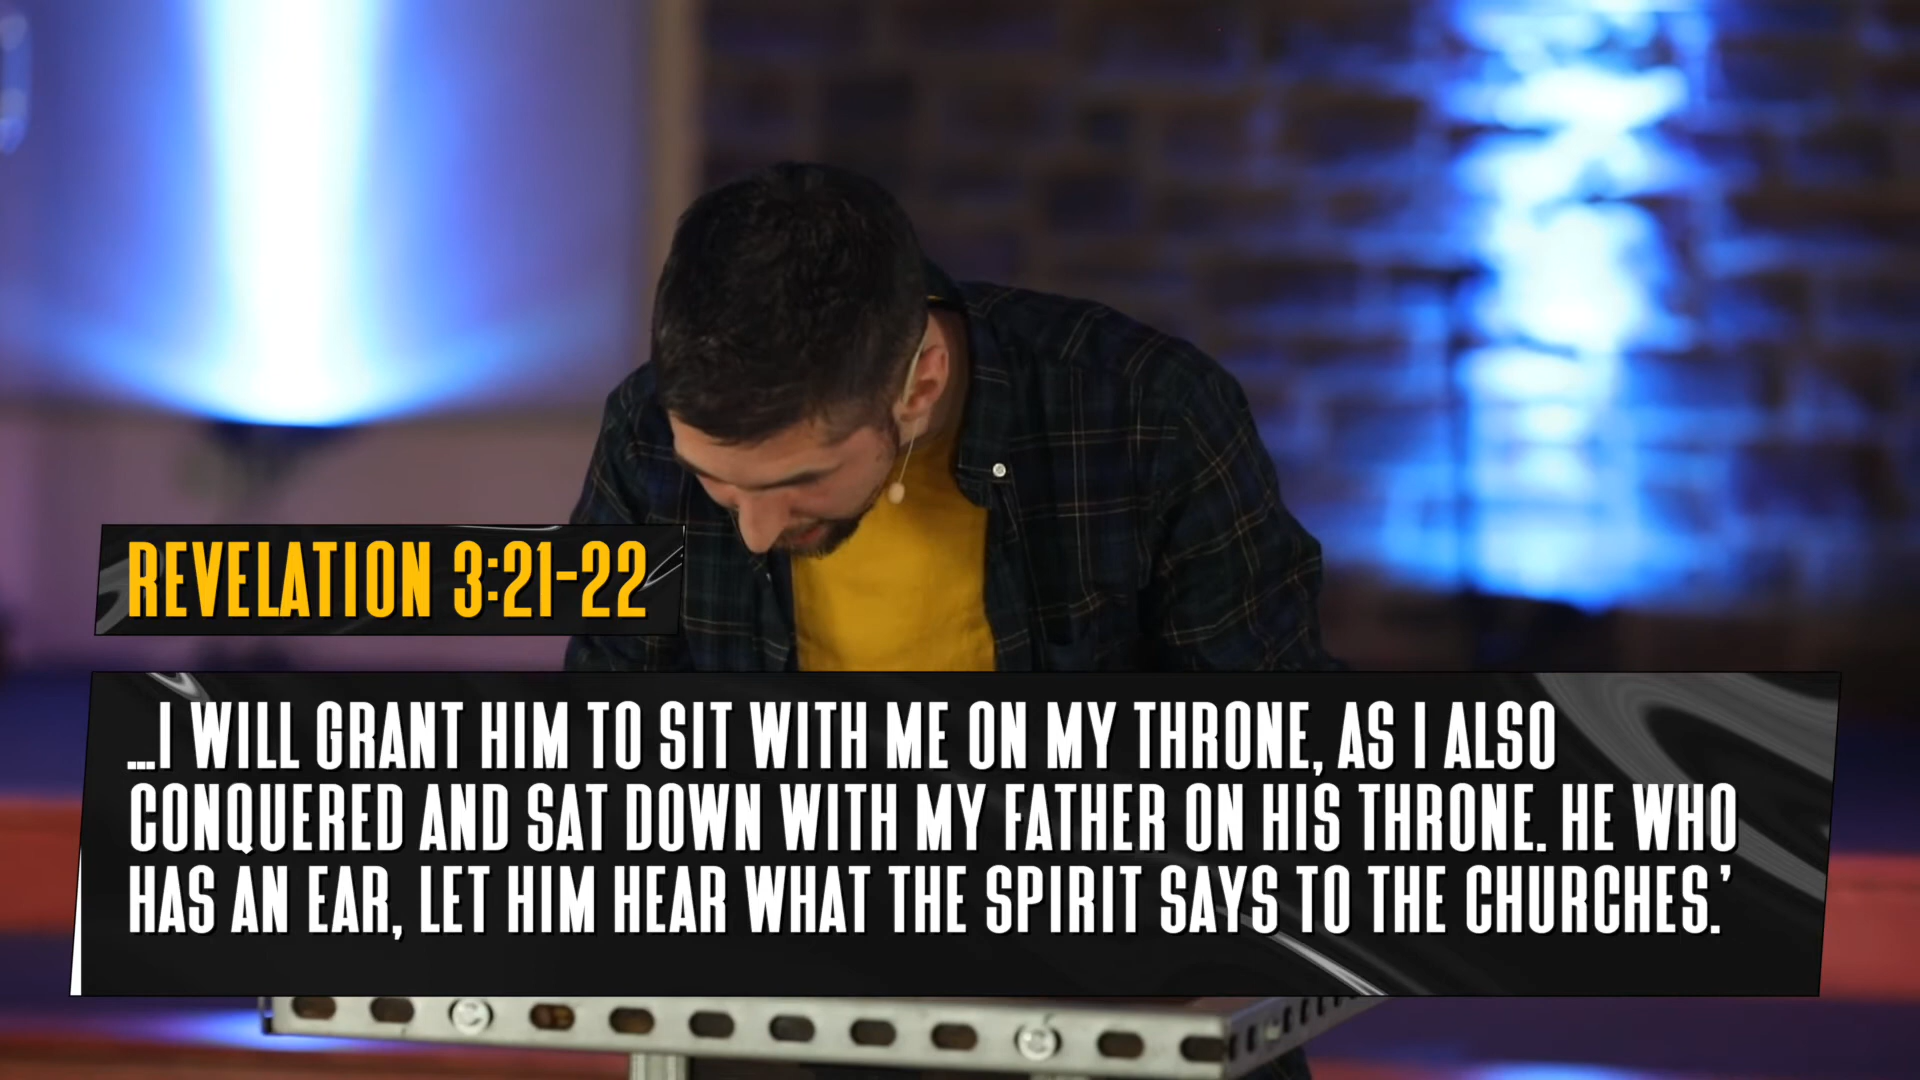 REVELATION 3:21-22
...I WILL GRANT HIM TO SIT WITH ME ON MY THRONE, AS I ALSO
CONQUERED AND SAT DOWN WITH MY FATHER ON HIS THRONE. HE WHO
HAS AN EAR, LET HIM HEAR WHAT THE SPIRIT SAYS TO THE CHURCHES.’